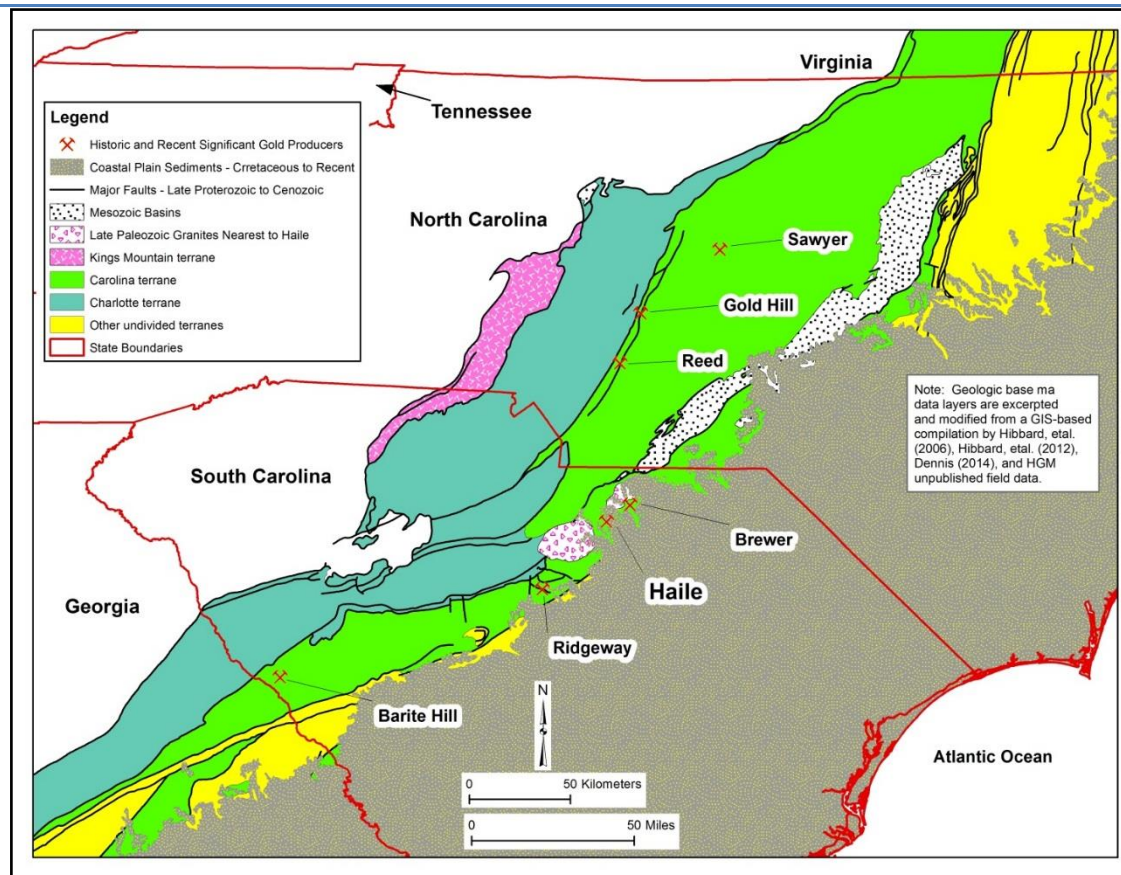 Virginia
Tennessee
Legend
Historic and Recent Significant Gold Producers
Coastal Plain Sediments - Crretaceous to Recent
Major Faults - Late Proterozoic to Cenozoic
Mesozoic Basins
Late Paleozoic Granites Nearest to Haile
Kings Mountain terrane
Carolina terrane
Charlotte terrane
Other undivided terranes
State Boundaries
North Carolina
Sawyer
Gold Hill
Reed
Note: Geologic base ma
data layers are excerpted
and modified from a GIS-based
compilation by Hibbard, etal.
(2006), Hibbard, etal. (2012),
Dennis (2014), and HGM
unpublished field data.
South Carolina
Brewer
Haile
Georgia
Ridgeway
Barite Hill
N
Atlantic Ocean
0 50 Kilometers
0 50 Miles